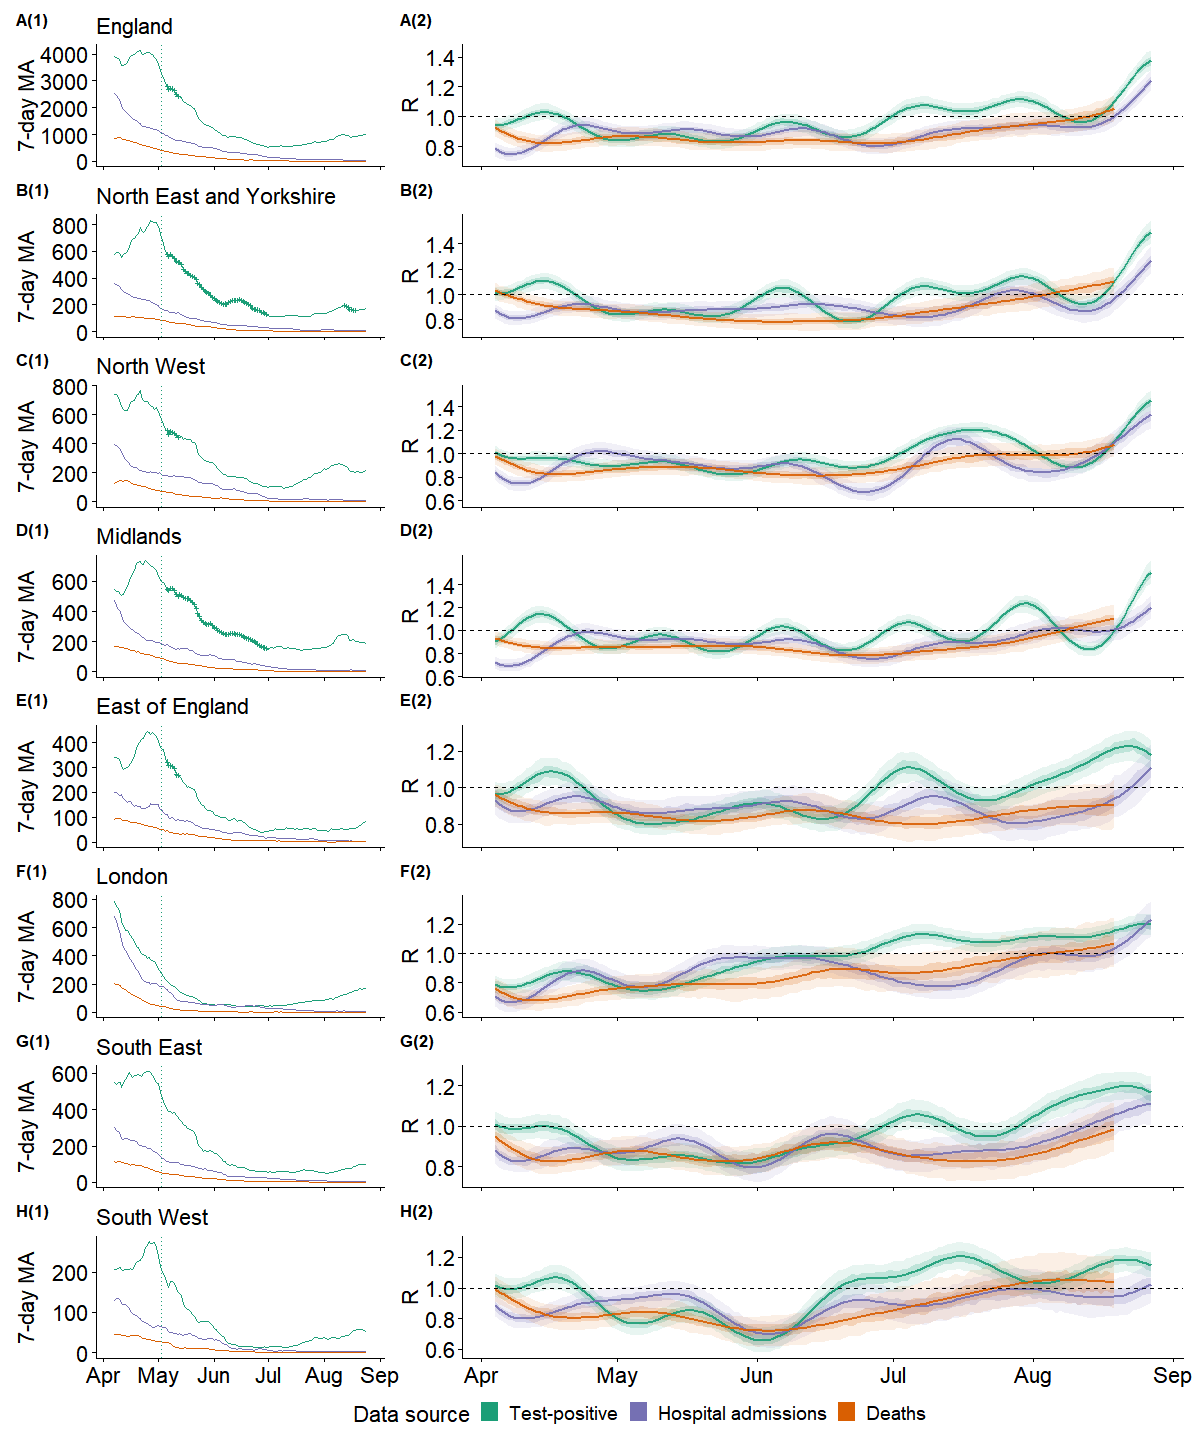 A(1) England A(2)
7-day MA
4000
3000
2000
1000
0
R
1.4
1.2
1.0
0.8
B(1) North East and Yorkshire B(2)
7-day MA
800
600
400
200
0
R
1.4
1.2
1.0
0.8
C(1) North West C(2)
7-day MA
800
600
400
200
0
R
1.4
1.2
1.0
0.8
0.6
D(1) Midlands D(2)
7-day MA
600
400
200
0
R
1.4
1.2
1.0
0.8
0.6
E(1) East of England E(2)
7-day MA
400
300
200
100
0
R
1.2
1.0
0.8
F(1) London F(2)
7-day MA
800
600
400
200
0
R
1.2
1.0
0.8
0.6
G(1) South East G(2)
7-day MA
600
400
200
0
R
1.2
1.0
0.8
H(1) South West H(2)
7-day MA
200
100
0
R
1.2
1.0
0.8
0.6
Apr May Jun Jul Aug Sep Apr May Jun Jul Aug Sep
Data source Test-positive Hospital admissions Deaths